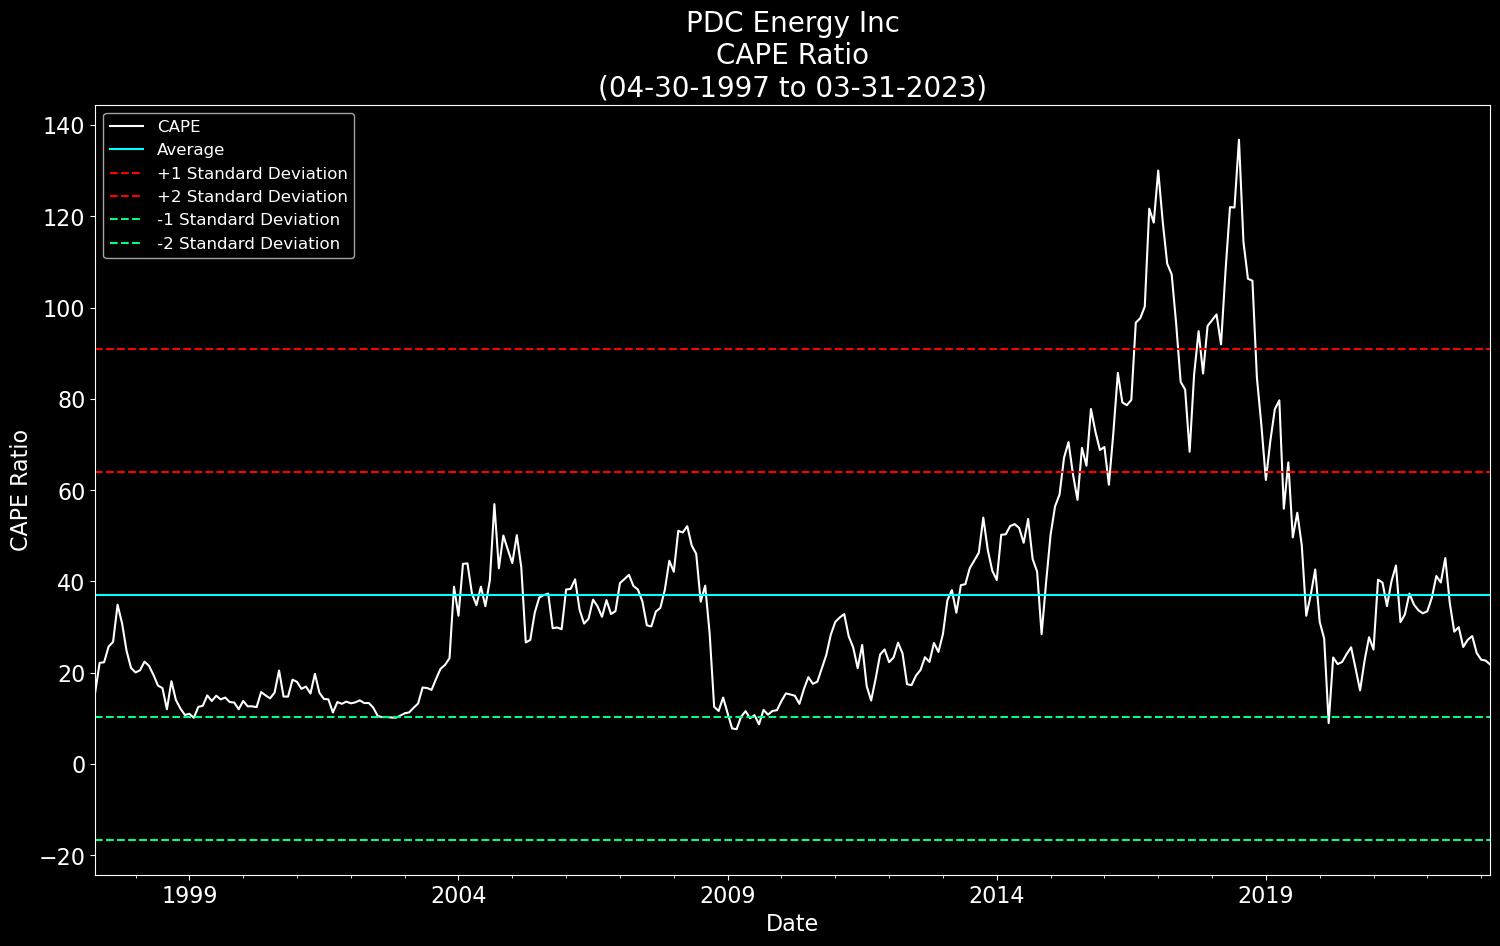 PDC Energy Inc
CAPE Ratio
(04-30-1997 to 03-31-2023)
CAPE
Average
+1 Standard Deviation
+2 Standard Deviation
-1 Standard Deviation
-2 Standard Deviation
140
120
100
80
60
40
20
0
−20
CAPE Ratio
1999
2004
2009
2014
2019
Date